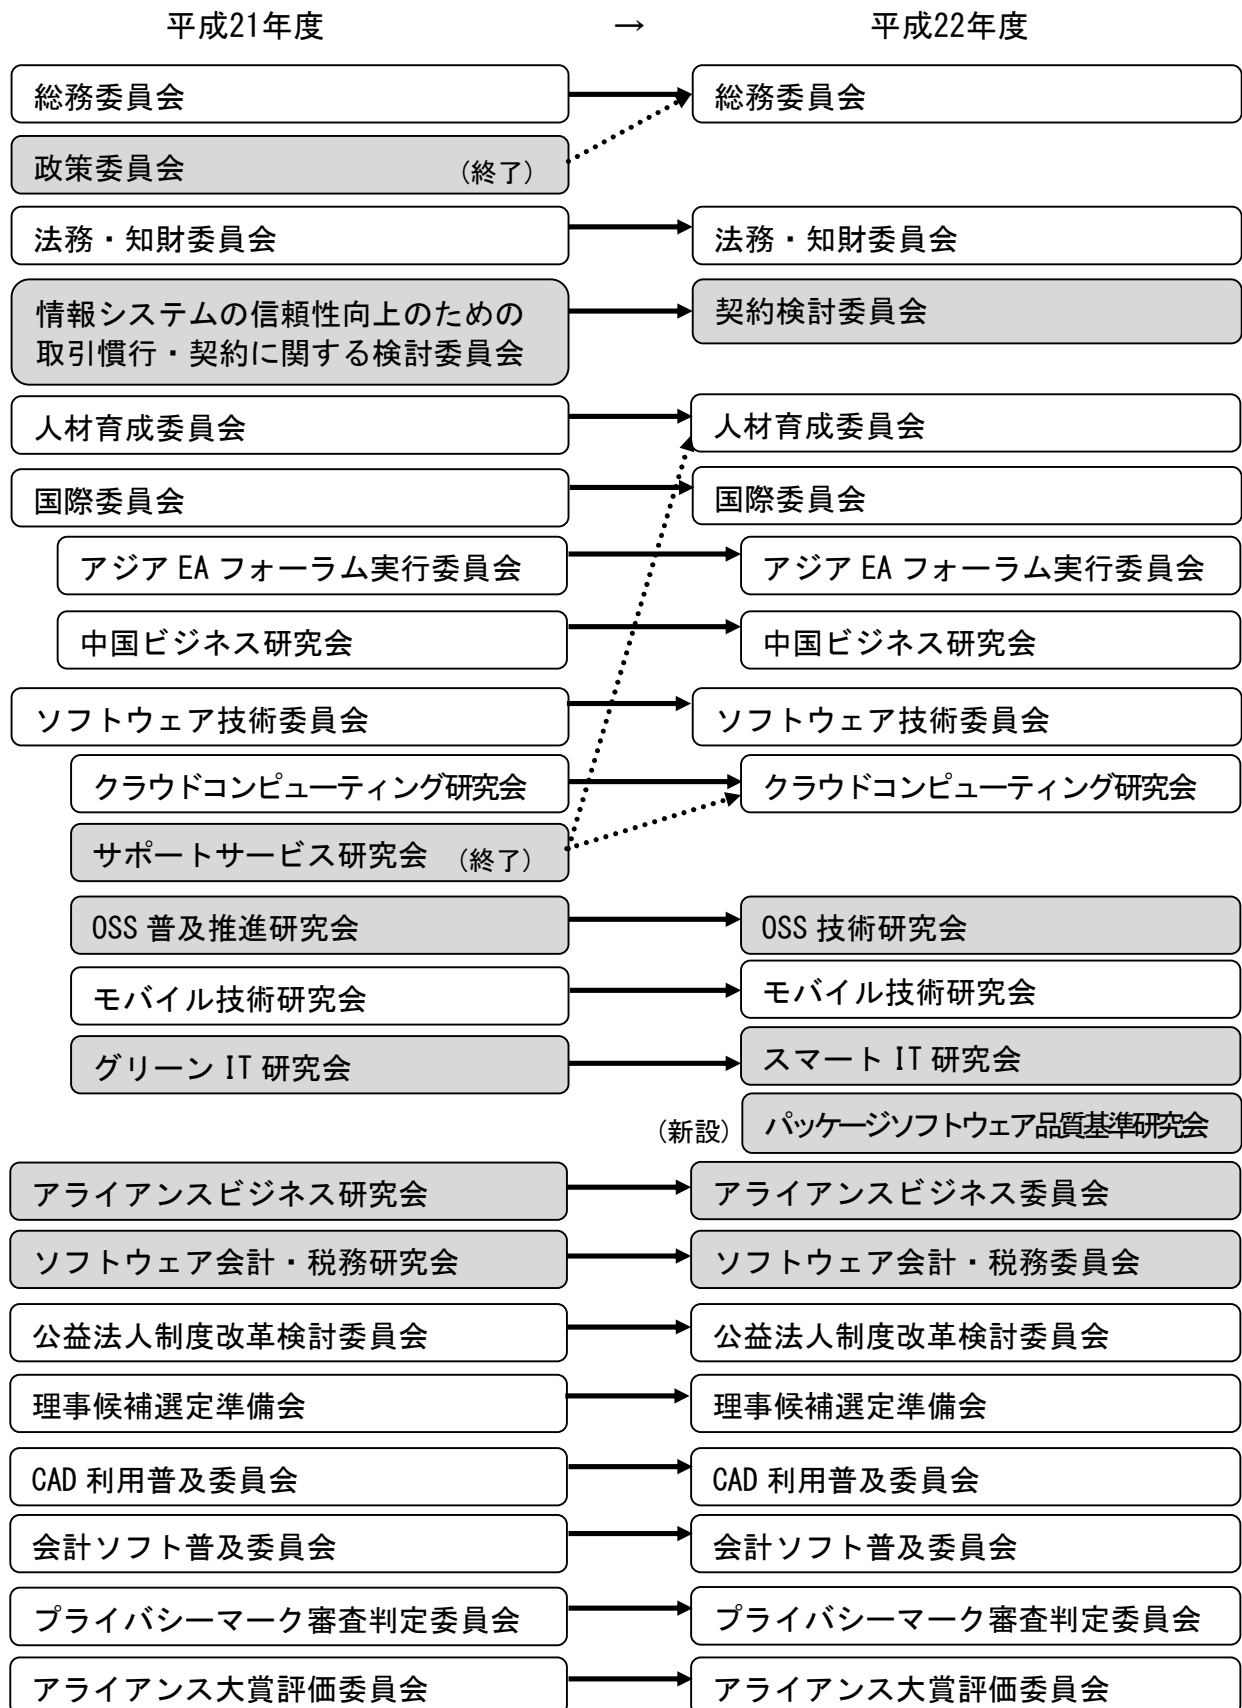 平成21年度 → 平成22年度
総務委員会 総務委員会
政策委員会 (終了)
法務・知財委員会 法務・知財委員会
情報システムの信頼性向上のための
取引慣行・契約に関する検討委員会
契約検討委員会
人材育成委員会 人材育成委員会
国際委員会 国際委員会
アジア EA フォーラム実行委員会 アジア EA フォーラム実行委員会
中国ビジネス研究会 中国ビジネス研究会
ソフトウェア技術委員会 ソフトウェア技術委員会
クラウドコンピューティング研究会 クラウドコンピューティング研究会
サポートサービス研究会 (終了)
OSS 普及推進研究会 OSS 技術研究会
モバイル技術研究会 モバイル技術研究会
グリーン IT 研究会 スマート IT 研究会
(新設) パッケージソフトウェア品質基準研究会
アライアンスビジネス研究会 アライアンスビジネス委員会
ソフトウェア会計・税務研究会 ソフトウェア会計・税務委員会
公益法人制度改革検討委員会 公益法人制度改革検討委員会
理事候補選定準備会 理事候補選定準備会
CAD 利用普及委員会 CAD 利用普及委員会
会計ソフト普及委員会 会計ソフト普及委員会
プライバシーマーク審査判定委員会 プライバシーマーク審査判定委員会
アライアンス大賞評価委員会 アライアンス大賞評価委員会